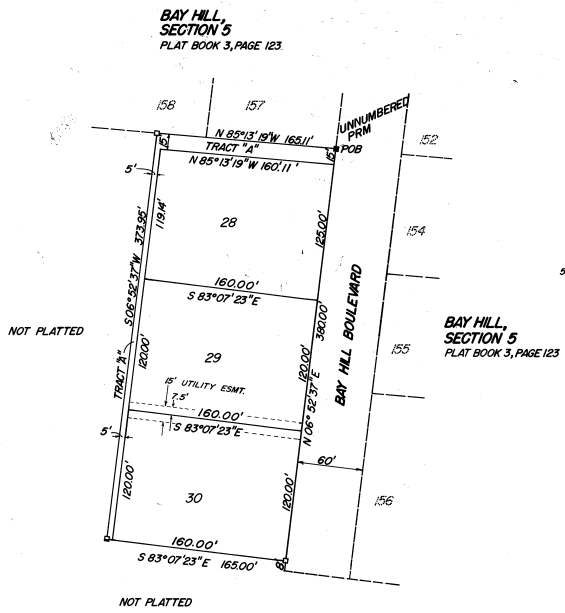 BAY HILL,
SECTION 5
PLAT BOOK 3, PAGE 123
158
157
UNNUMBERED
PRM
152
N 85°13'19"W 165.11'
15'
TRACT "A"
15'
POB
N 85°13'19"W 160.11'
5'
119.14'
28
125.00'
154
S 06°52'37"W 373.95'
160.00'
S 83°07'23"E
380.00'
BAY HILL BOULEVARD
5
NOT PLATTED
BAY HILL,
SECTION 5
PLAT BOOK 3, PAGE 123
155
120.00'
29
120.00'
N 06°52'37"E
TRACT "A"
15' UTILITY ESMT.
7.5'
160.00'
S 83°07'23"E
5'
60'
120.00'
30
120.00'
156
160.00'
S 83°07'23"E 165.00'
NOT PLATTED